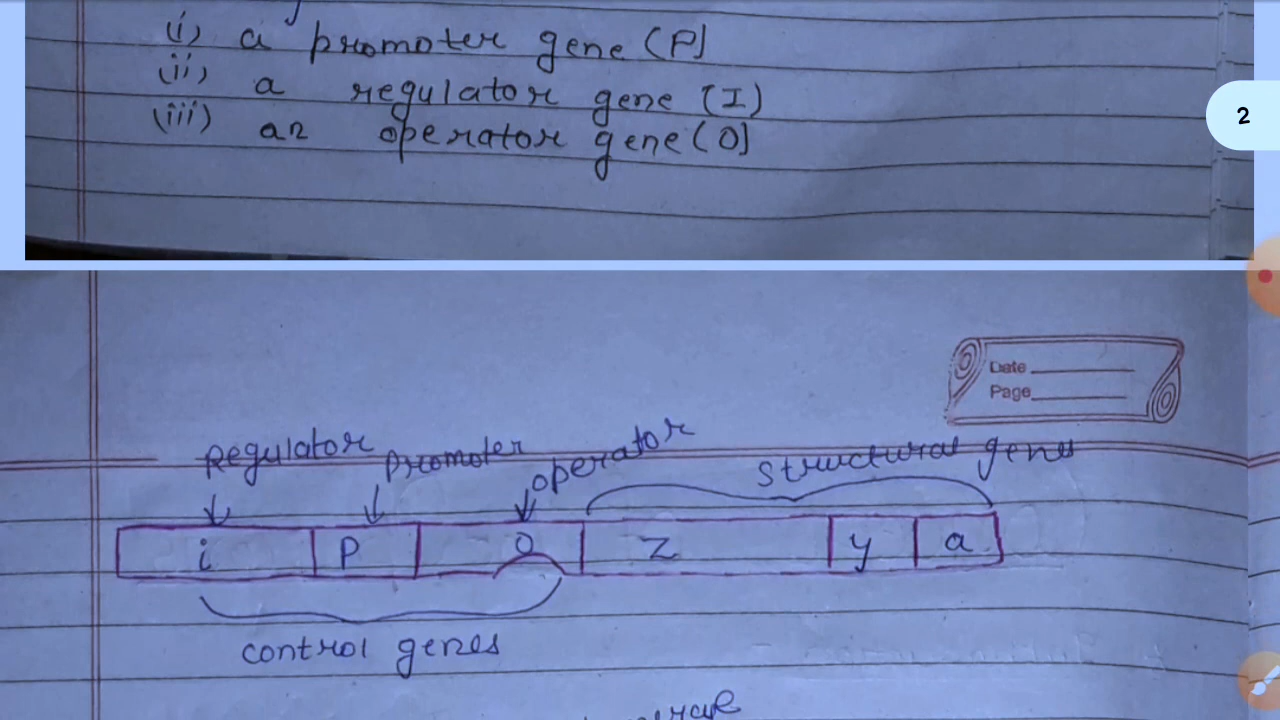 (i) a promoter gene (P)
(ii) a regulator gene (I)
(iii) an operator gene (O)
2
Date
Page
Regulator promoter operator structural genes
i P O z y a
control genes